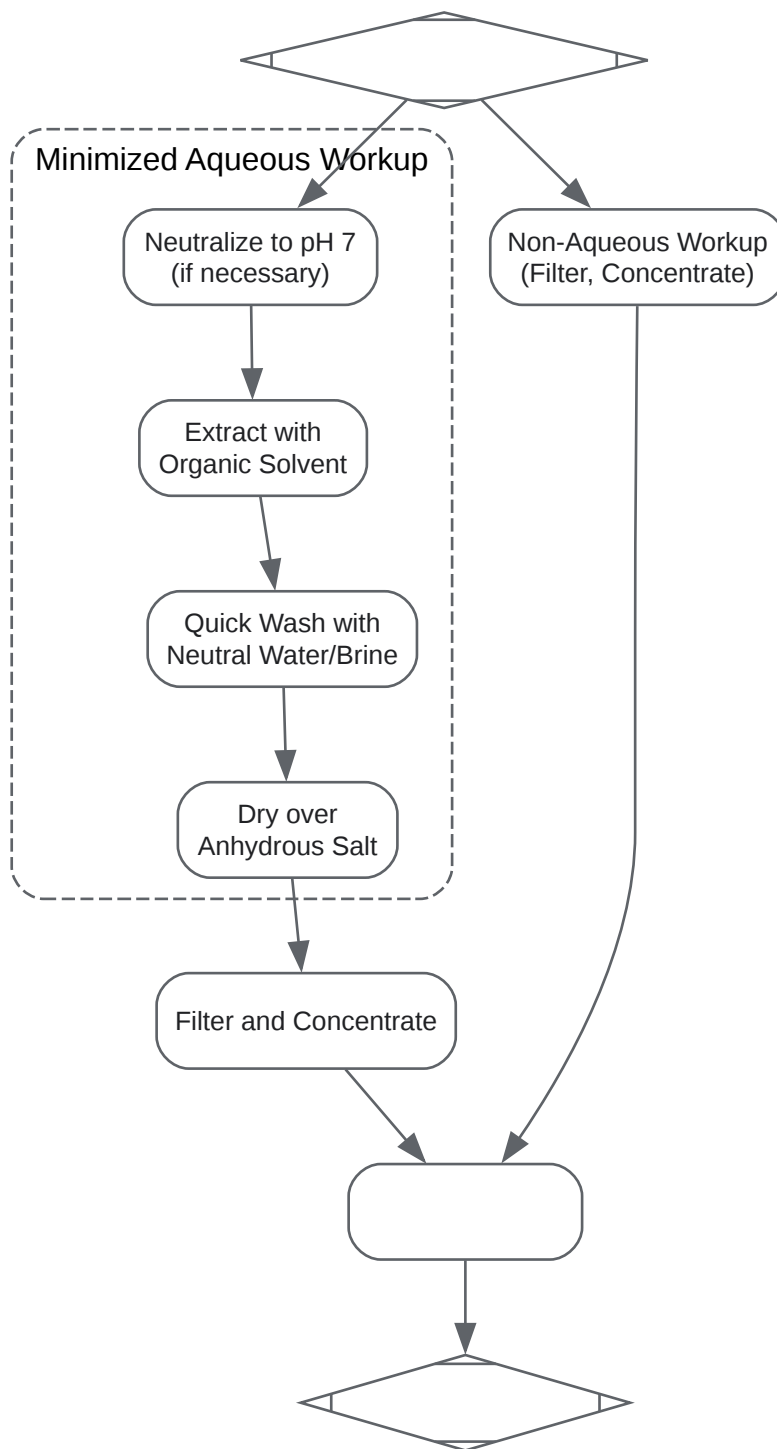 Minimized Aqueous Workup
Neutralize to pH 7
(if necessary)
Non-Aqueous Workup
(Filter, Concentrate)
Extract with
Organic Solvent
Quick Wash with
Neutral Water/Brine
Dry over
Anhydrous Salt
Filter and Concentrate